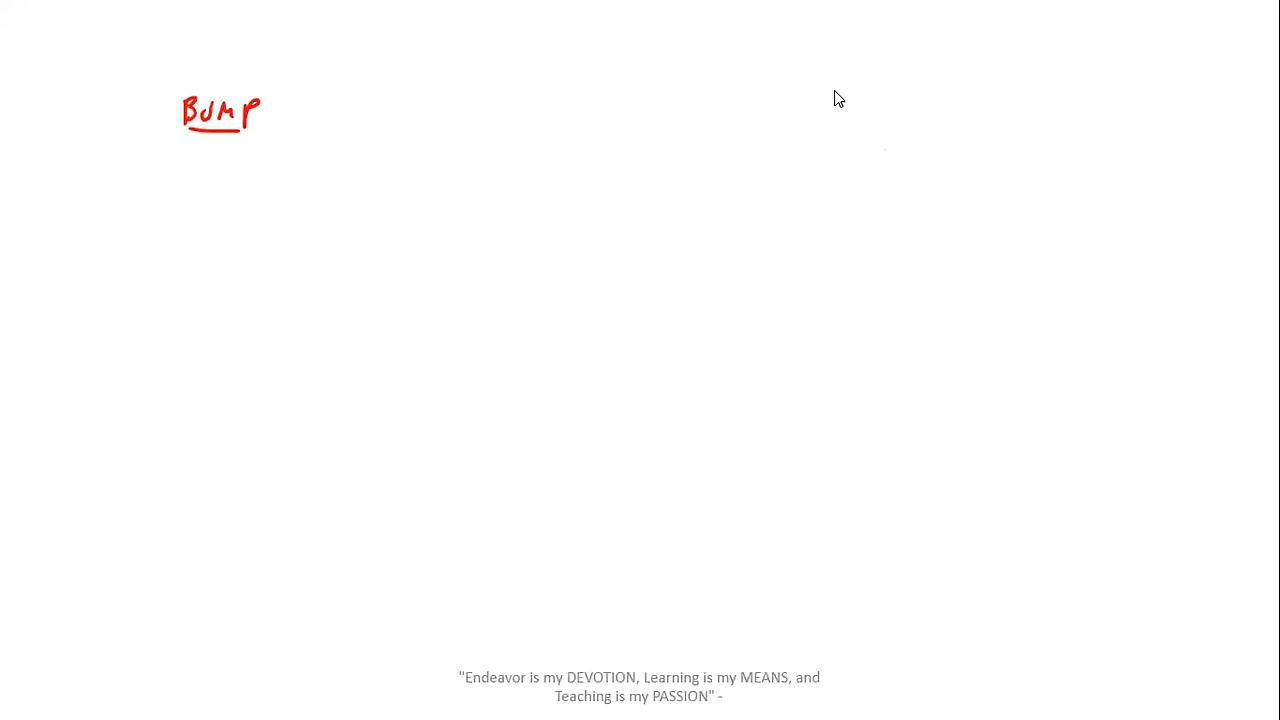 BUMP
"Endeavor is my DEVOTION, Learning is my MEANS, and
Teaching is my PASSION" -